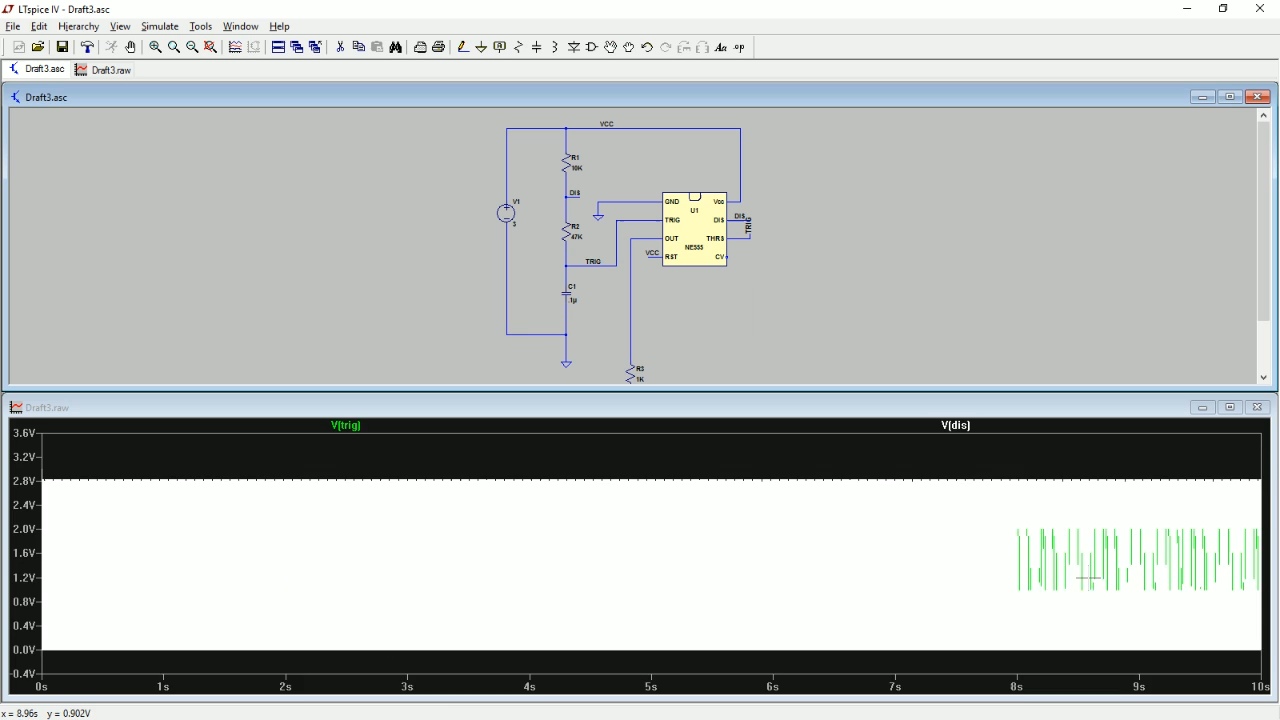 LTspice IV - Draft3.asc
File Edit Hierarchy View Simulate Tools Window Help
Aa .op
Draft3.asc Draft3.raw
Draft3.asc
VCC
R1
10K
DIS
V1
3
R2
47K
TRIG
C1
.1µ
GND Vcc
U1
TRIG DIS
OUT THRS
NE555
RST CV
VCC
DIS
TRIG
R3
1K
Draft3.raw
V(trig) V(dis)
3.6V
3.2V
2.8V
2.4V
2.0V
1.6V
1.2V
0.8V
0.4V
0.0V
-0.4V
0s 1s 2s 3s 4s 5s 6s 7s 8s 9s 10s
x = 8.96s y = 0.902V